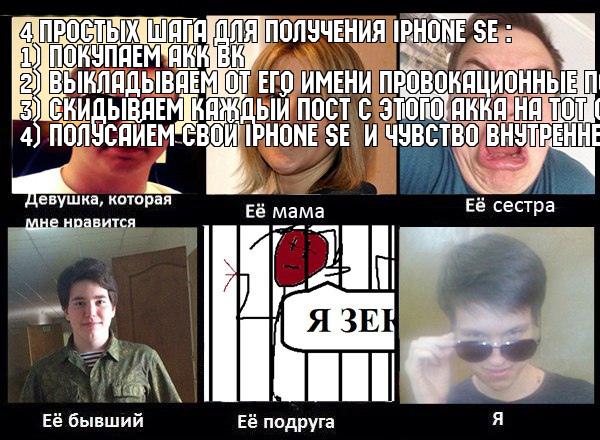 4 ПРОСТЫХ ШАГА ДЛЯ ПОЛУЧЕНИЯ IPHONE SE :
1) ПОКУПАЕМ АКК ВК
2) ВЫКЛАДЫВАЕМ ОТ ЕГО ИМЕНИ ПРОВОКАЦИОННЫЕ
3) СКИДЫВАЕМ КАЖДЫЙ ПОСТ С ЭТОГО АККА НА ТОТ
4) ПОЛУСАЙЕМ СВОЙ IPHONE SE И ЧУВСТВО
Девушка, которая
мне нравится
Её мама
Её сестра
Я ЗЕК
Её бывший
Её подруга
Я